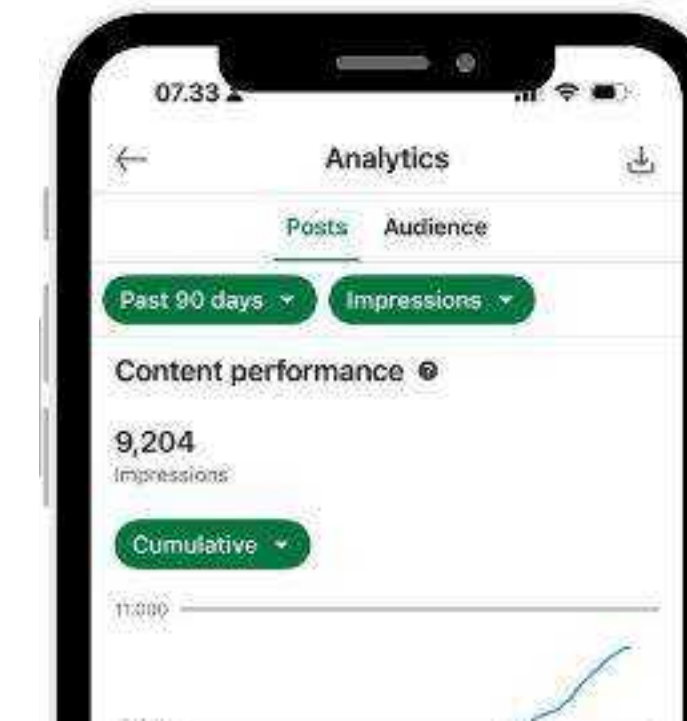 07.33
Analytics
Posts Audience
Past 90 days Impressions
Content performance
9,204
Impressions
Cumulative
11.000